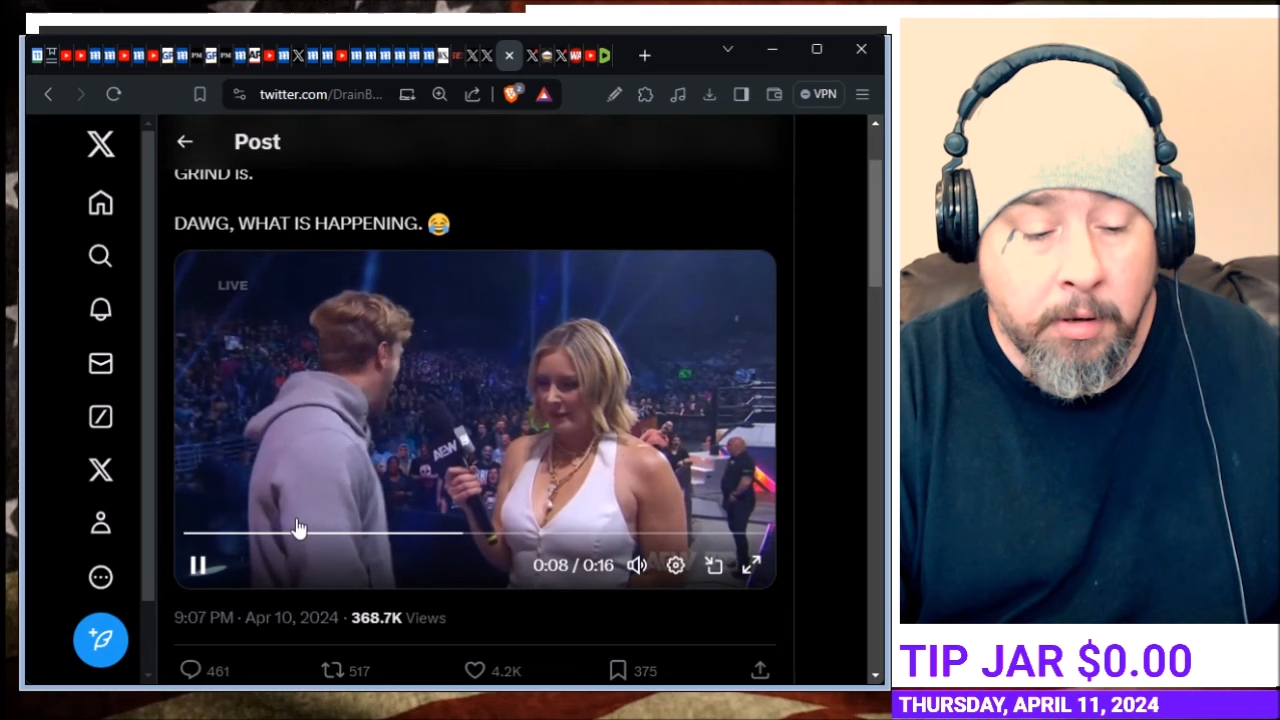 twitter.com/DrainB...
VPN
Post
GRIND IS.
DAWG, WHAT IS HAPPENING. 😂
LIVE
AEW
0:08 / 0:16
9:07 PM · Apr 10, 2024 · 368.7K Views
461
517
4.2K
375
TIP JAR $0.00
THURSDAY, APRIL 11, 2024